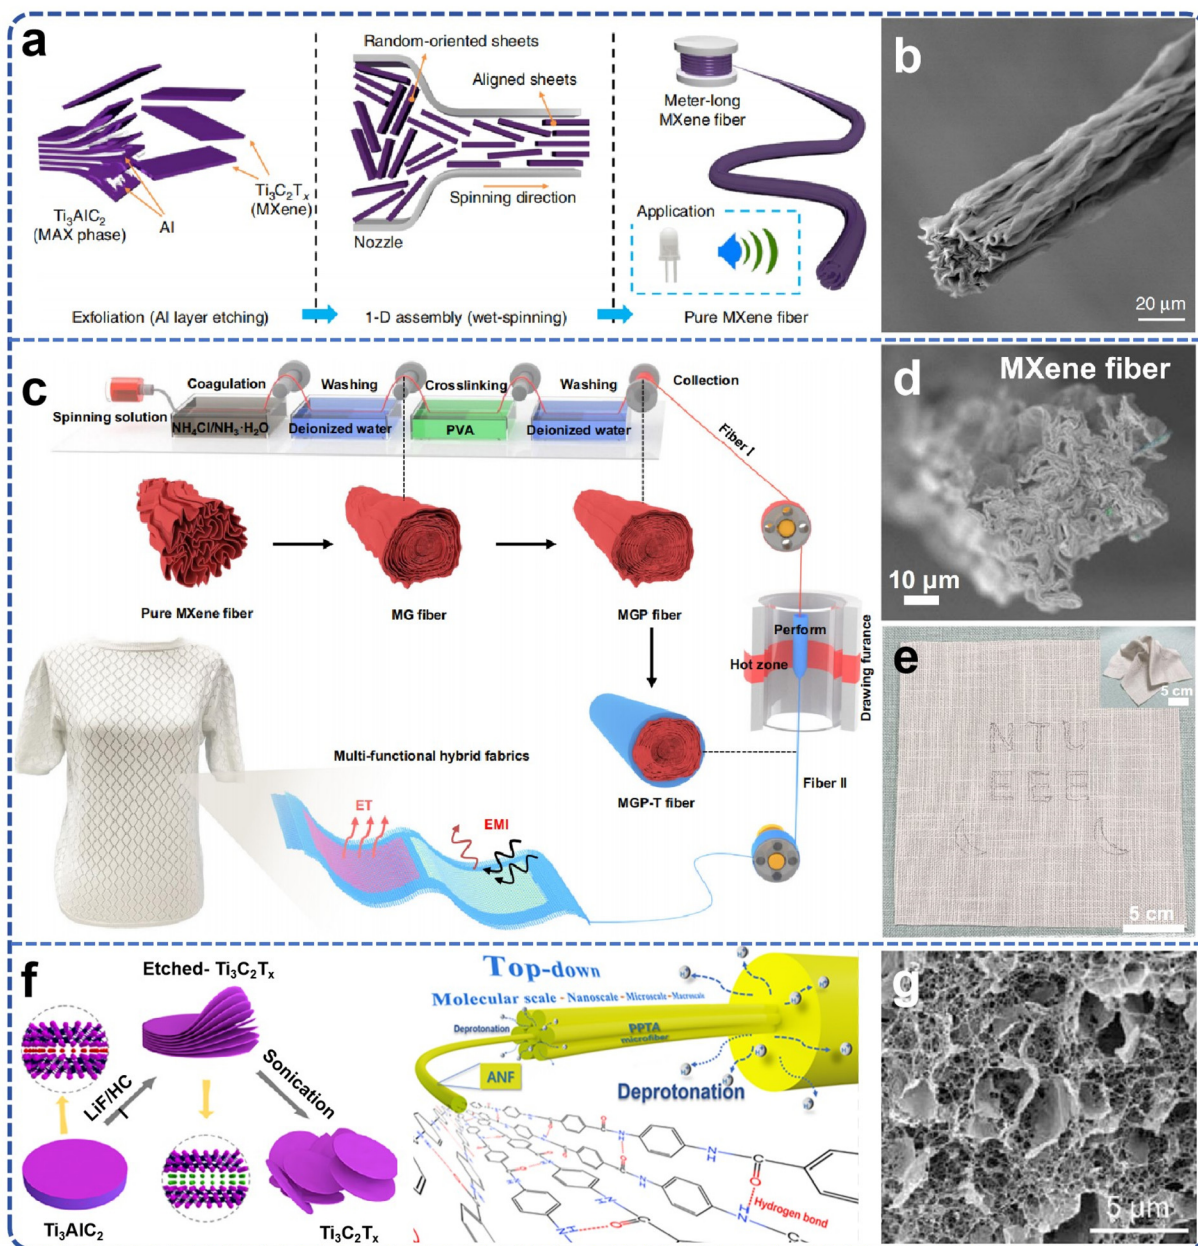 a
Random-oriented sheets
Aligned sheets
Ti₃AlC₂
(MAX phase)
Al
Ti₃C₂Tₓ
(MXene)
Nozzle
Spinning direction
Meter-long
MXene fiber
Application
Exfoliation (Al layer etching)
1-D assembly (wet-spinning)
Pure MXene fiber
b
20 µm
c
Spinning solution
Coagulation
Washing
Crosslinking
Washing
Collection
NH₄Cl/NH₃·H₂O
Deionized water
PVA
Deionized water
Fiber I
Pure MXene fiber
MG fiber
MGP fiber
Perform
Hot zone
Drawing furance
MGP-T fiber
Fiber II
Multi-functional hybrid fabrics
ET
EMI
d
MXene fiber
10 µm
e
5 cm
NTU
EEE
5 cm
f
Etched- Ti₃C₂Tₓ
LiF/HCl
Sonication
Ti₃AlC₂
Ti₃C₂Tₓ
Top-down
Molecular scale - Nanoscale - Microscale - Macroscale
Deprotonation
PPTA
microfiber
ANF
Deprotonation
Hydrogen bond
g
5 µm